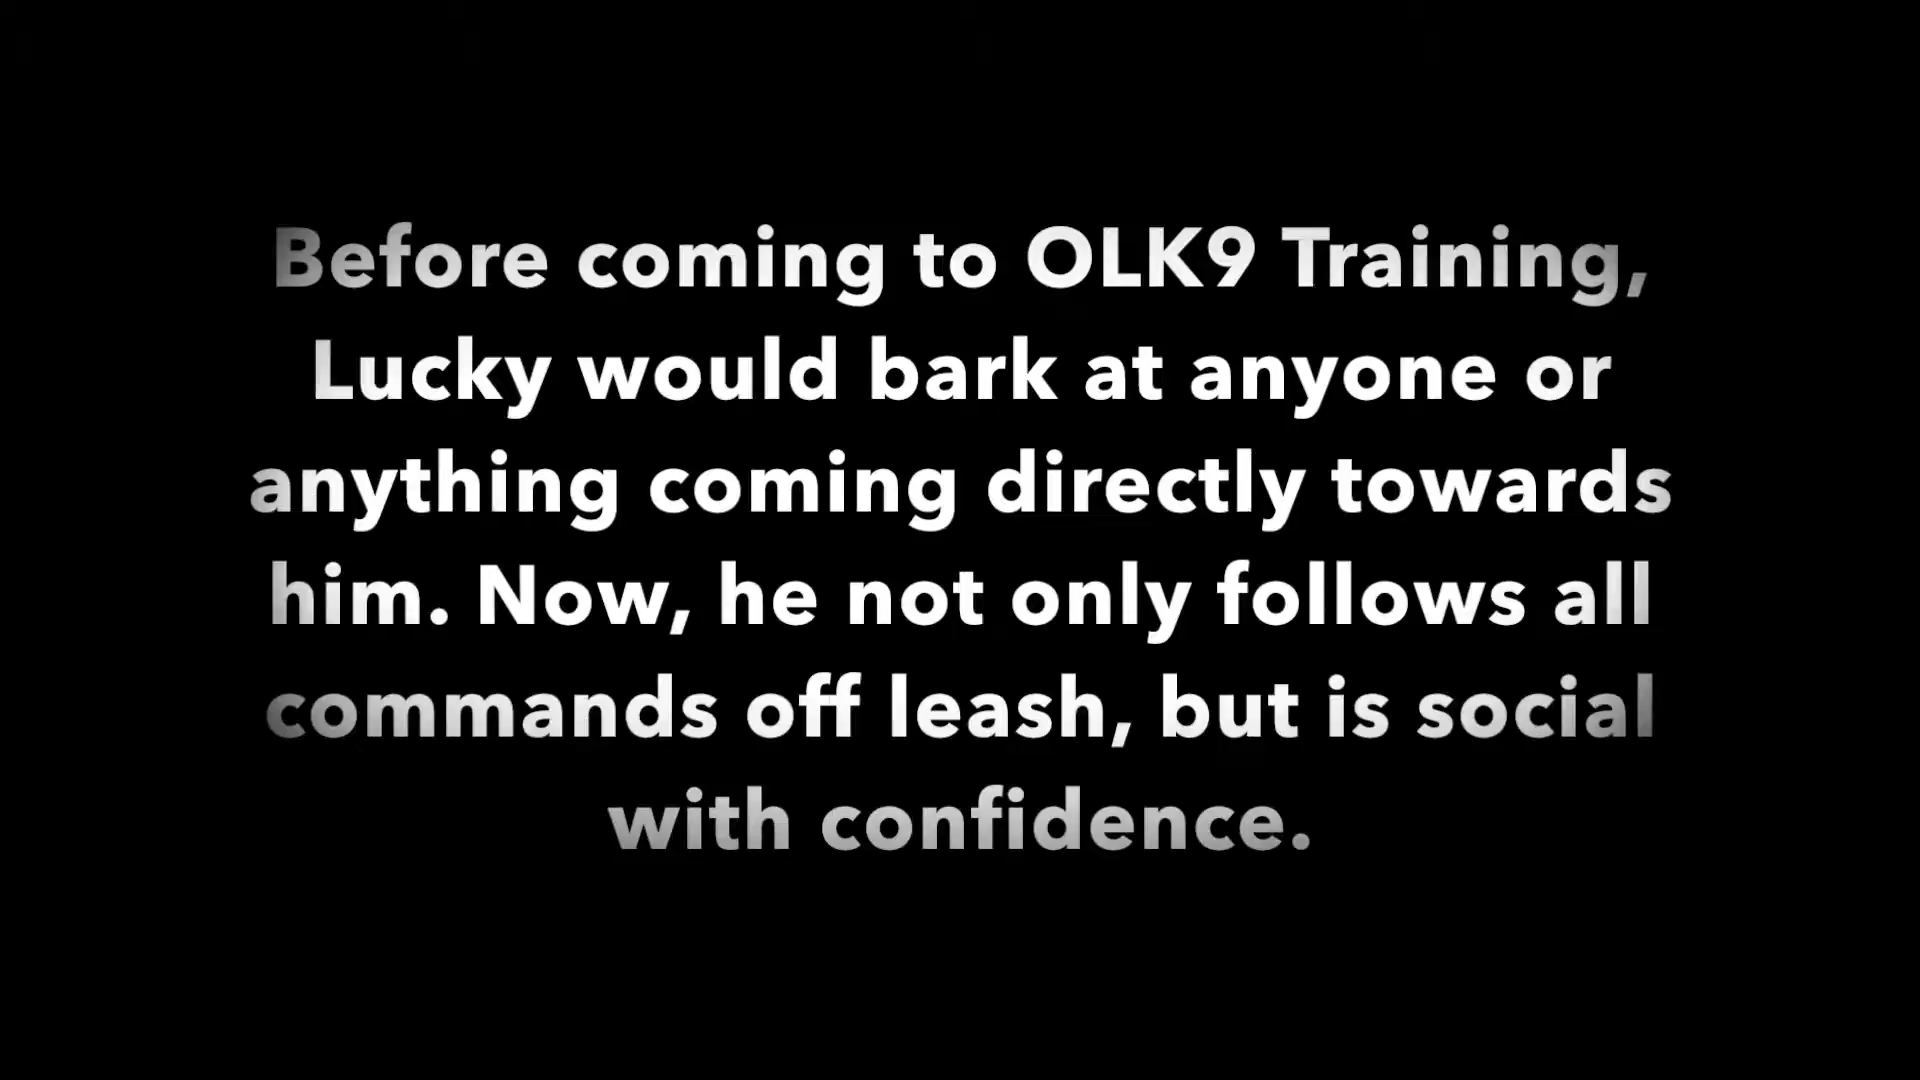 Before coming to OLK9 Training,
Lucky would bark at anyone or
anything coming directly towards
him. Now, he not only follows all
commands off leash, but is social
with confidence.